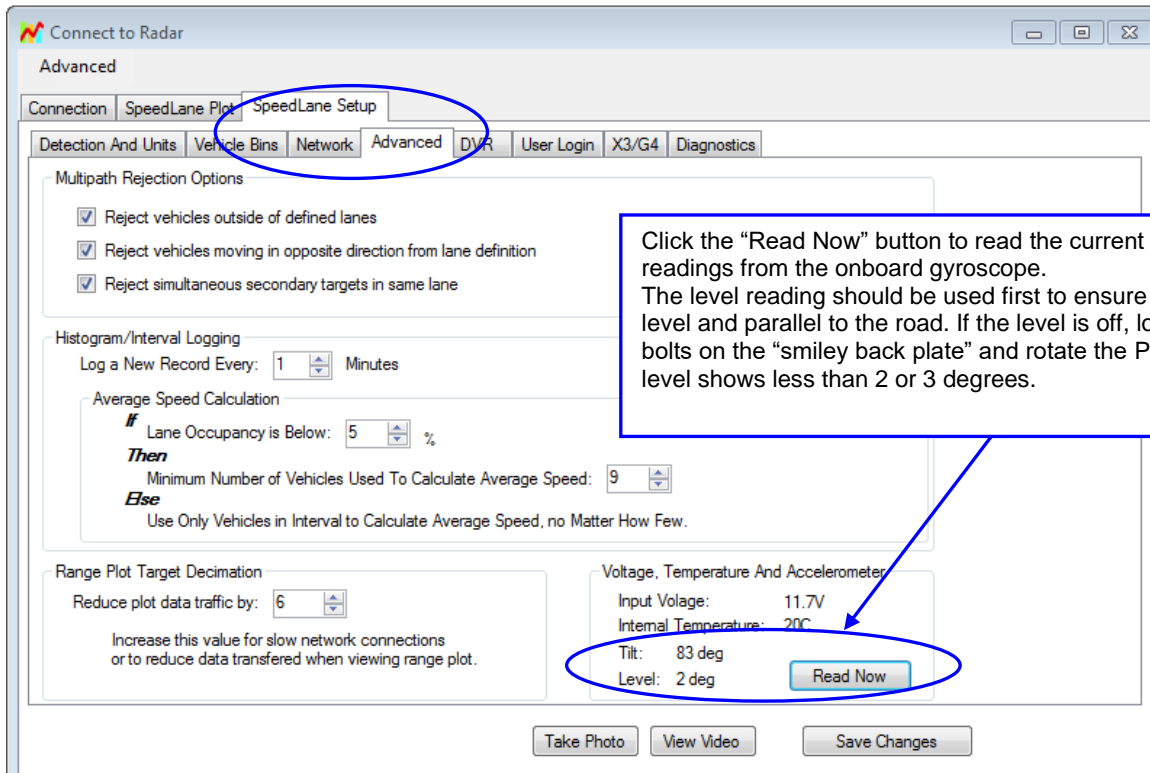 Connect to Radar
Advanced
Connection SpeedLane Plot SpeedLane Setup
Detection And Units Vehicle Bins Network Advanced DVR User Login X3/G4 Diagnostics
Multipath Rejection Options
Reject vehicles outside of defined lanes
Reject vehicles moving in opposite direction from lane definition
Reject simultaneous secondary targets in same lane
Click the “Read Now” button to read the current
readings from the onboard gyroscope.
The level reading should be used first to ensure
level and parallel to the road. If the level is off, lo
bolts on the “smiley back plate” and rotate the P
level shows less than 2 or 3 degrees.
Histogram/Interval Logging
Log a New Record Every: 1 Minutes
Average Speed Calculation
If
Lane Occupancy is Below: 5 %
Then
Minimum Number of Vehicles Used To Calculate Average Speed: 9
Else
Use Only Vehicles in Interval to Calculate Average Speed, no Matter How Few.
Range Plot Target Decimation
Reduce plot data traffic by: 6
Increase this value for slow network connections
or to reduce data transfered when viewing range plot.
Voltage, Temperature And Accelerometer
Input Volage: 11.7V
Internal Temperature: 20C
Tilt: 83 deg
Level: 2 deg Read Now
Take Photo View Video Save Changes